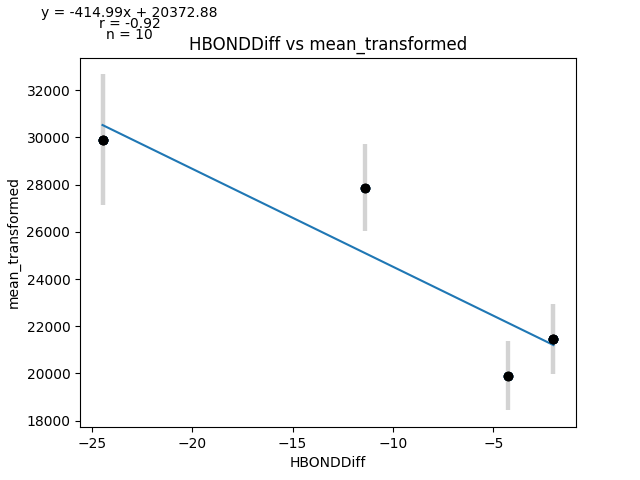 y = -414.99x + 20372.88
r = -0.92
n = 10
HBONDDiff vs mean_transformed
mean_transformed
32000
30000
28000
26000
24000
22000
20000
18000
−25
−20
−15
−10
−5
HBONDDiff